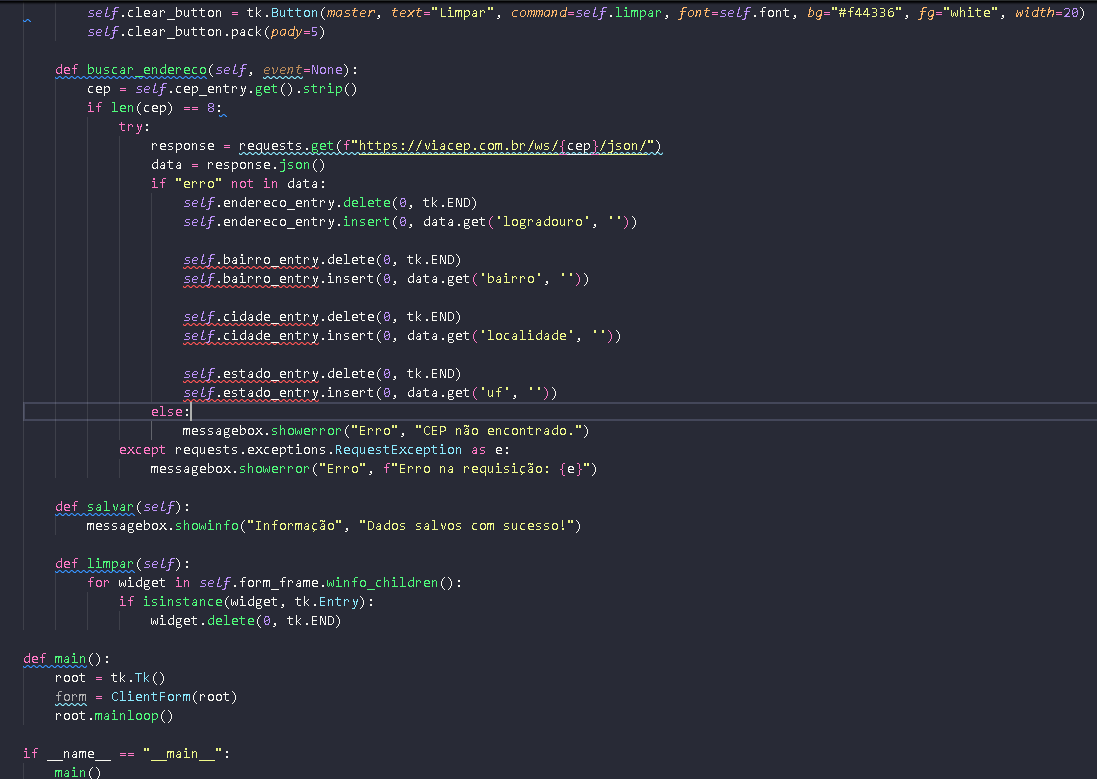 self.clear_button = tk.Button(master, text="Limpar", command=self.limpar, font=self.font, bg="#f44336", fg="white", width=20)
self.clear_button.pack(pady=5)
def buscar_endereco(self, event=None):
cep = self.cep_entry.get().strip()
if len(cep) == 8:
try:
response = requests.get(f"https://viacep.com.br/ws/{cep}/json/")
data = response.json()
if "erro" not in data:
self.endereco_entry.delete(0, tk.END)
self.endereco_entry.insert(0, data.get('logradouro', ''))
self.bairro_entry.delete(0, tk.END)
self.bairro_entry.insert(0, data.get('bairro', ''))
self.cidade_entry.delete(0, tk.END)
self.cidade_entry.insert(0, data.get('localidade', ''))
self.estado_entry.delete(0, tk.END)
self.estado_entry.insert(0, data.get('uf', ''))
else:
messagebox.showerror("Erro", "CEP não encontrado.")
except requests.exceptions.RequestException as e:
messagebox.showerror("Erro", f"Erro na requisição: {e}")
def salvar(self):
messagebox.showinfo("Informação", "Dados salvos com sucesso!")
def limpar(self):
for widget in self.form_frame.winfo_children():
if isinstance(widget, tk.Entry):
widget.delete(0, tk.END)
def main():
root = tk.Tk()
form = ClientForm(root)
root.mainloop()
if __name__ == "__main__":
main()